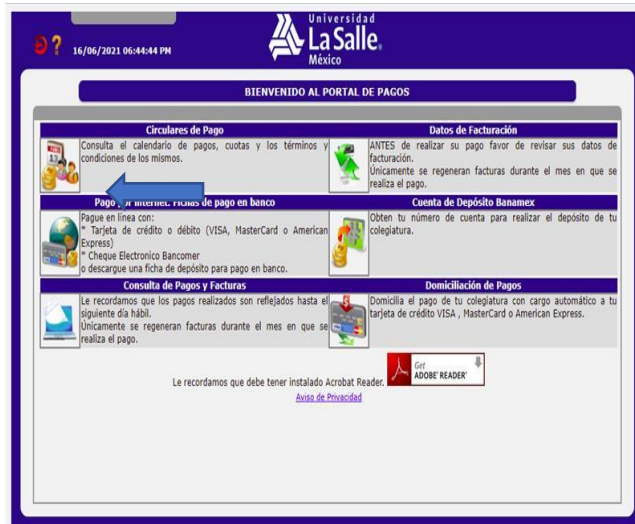 Universidad
La Salle®
México
? 16/06/2021 06:44:44 PM
BIENVENIDO AL PORTAL DE PAGOS
Circulares de Pago
Consulta el calendario de pagos, cuotas y los términos y
condiciones de los mismos.
Datos de Facturación
ANTES de realizar su pago favor de revisar sus datos de
facturación.
Únicamente se regeneran facturas durante el mes en que se
realiza el pago.
Pago por Internet. Fichas de pago en banco
Pague en línea con:
* Tarjeta de crédito o débito (VISA, MasterCard o American
Express)
* Cheque Electronico Bancomer
o descargue una ficha de depósito para pago en banco.
Cuenta de Depósito Banamex
Obten tu número de cuenta para realizar el depósito de tu
colegiatura.
Consulta de Pagos y Facturas
Le recordamos que los pagos realizados son reflejados hasta el
siguiente día hábil.
Únicamente se regeneran facturas durante el mes en que se
realiza el pago.
Domiciliación de Pagos
Domicilia el pago de tu colegiatura con cargo automático a tu
tarjeta de crédito VISA , MasterCard o American Express.
Le recordamos que debe tener instalado Acrobat Reader.
Get
ADOBE® READER®
Aviso de Privacidad